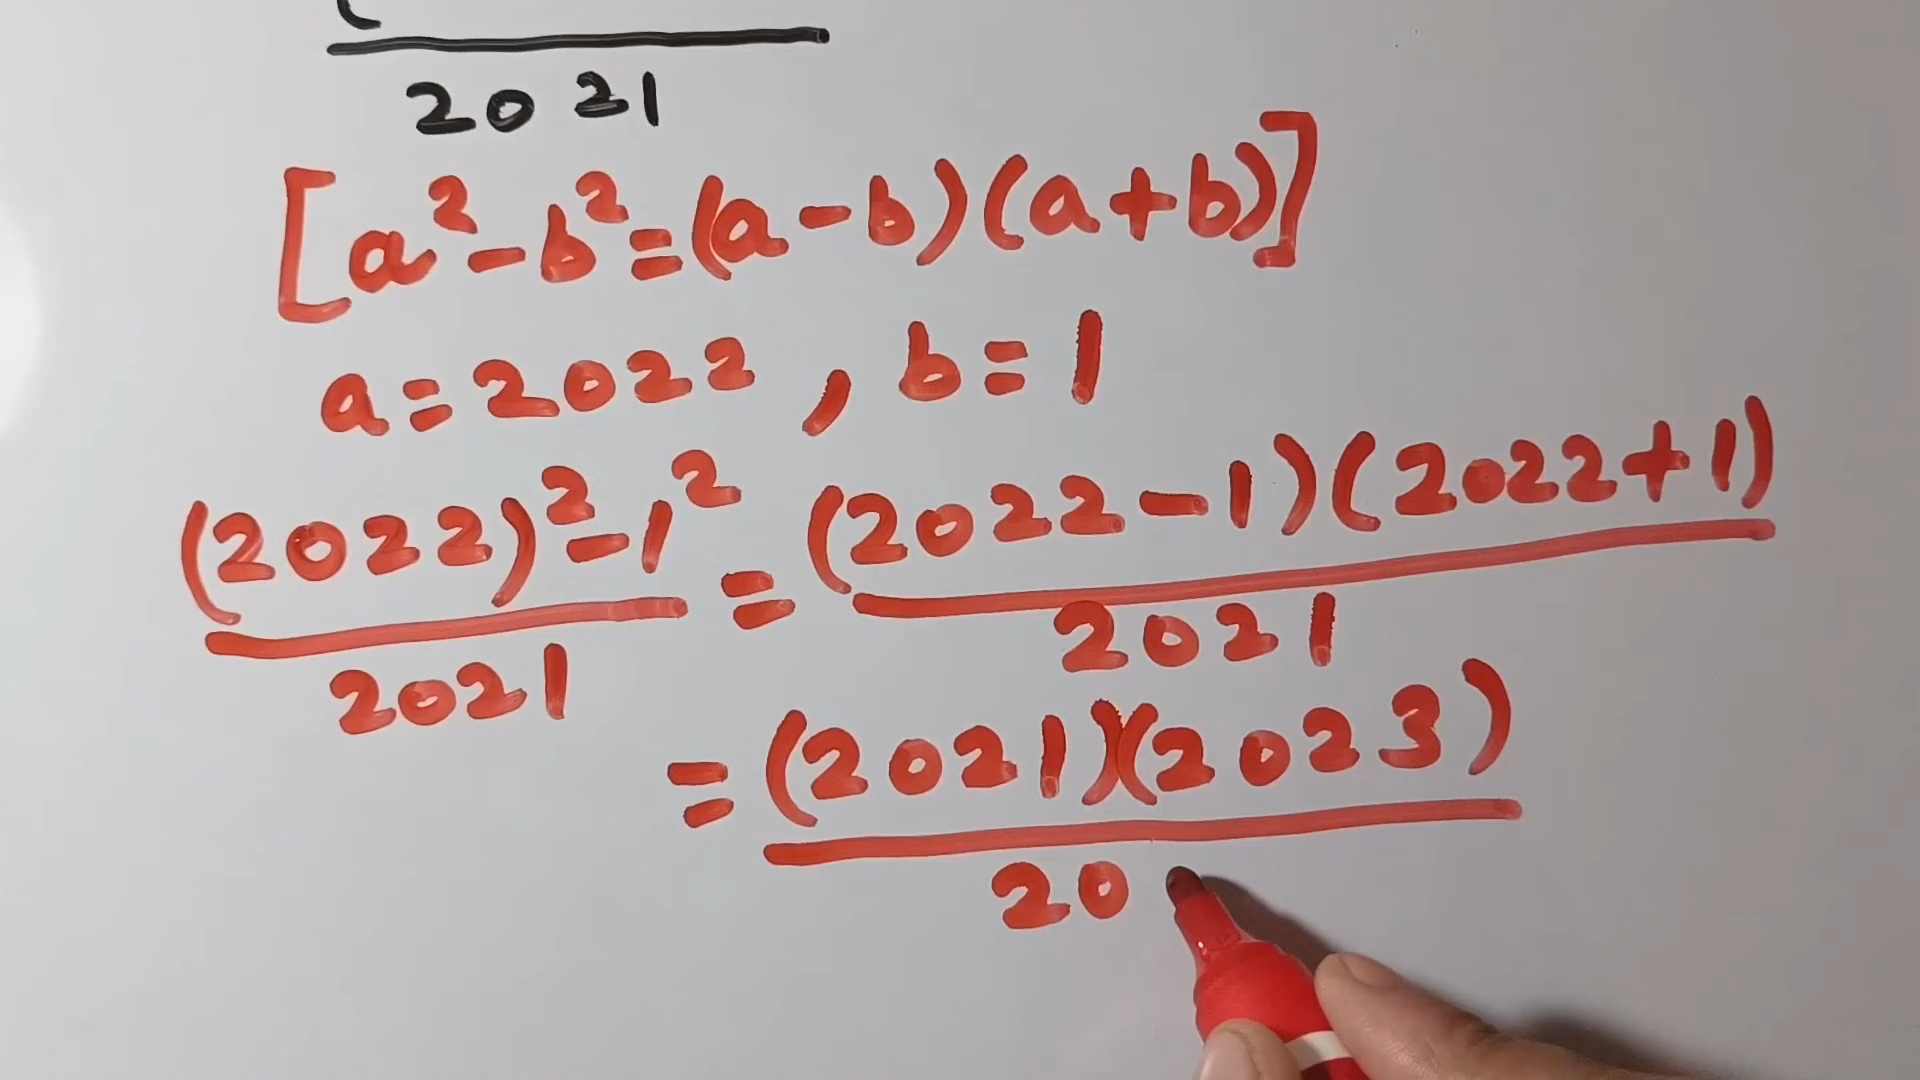 2021
[a²-b²=(a-b)(a+b)]
a=2022, b=1
(2022)²-1² = (2022-1)(2022+1)
2021 2021
=(2021)(2023)
20